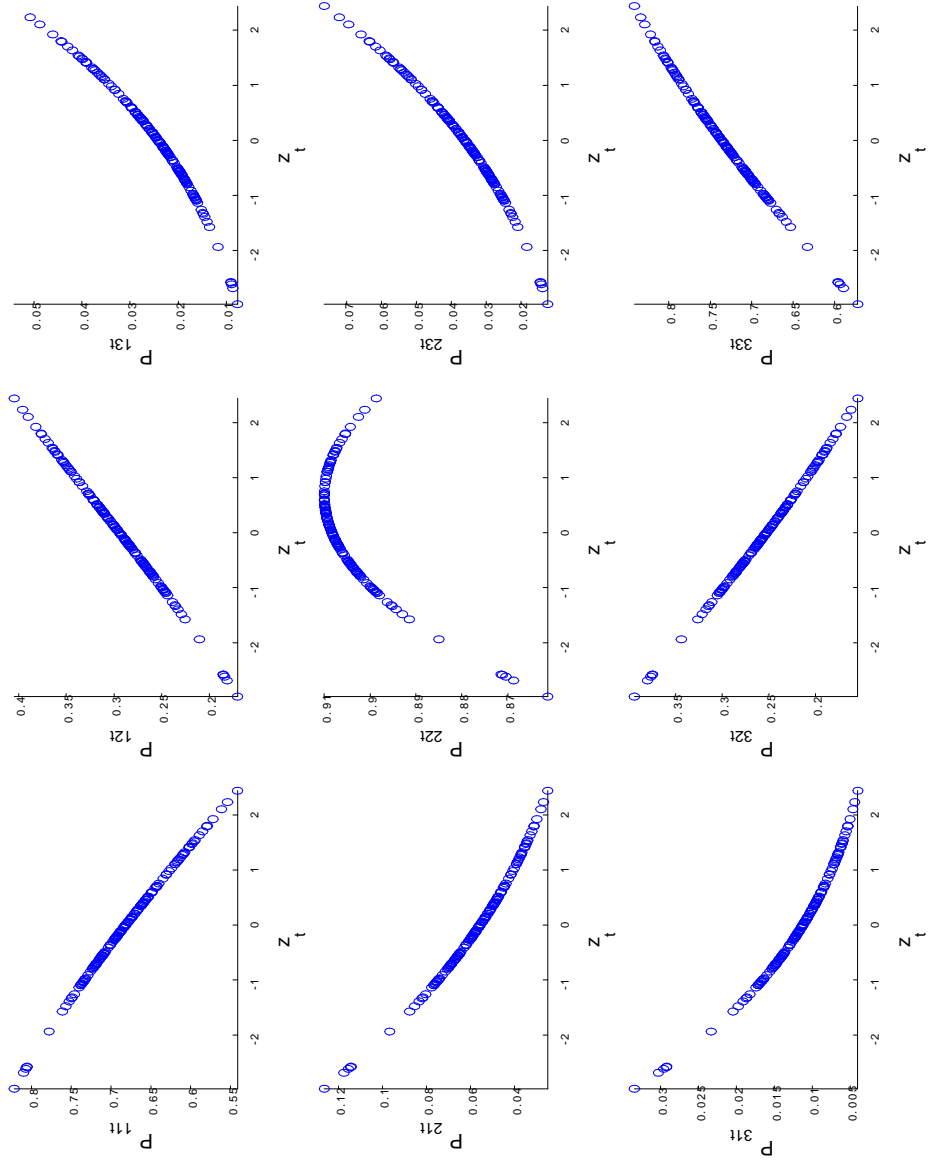 P 11t
0.8
0.75
0.7
0.65
0.6
0.55
-2 -1 0 1 2
z t
P 12t
0.4
0.35
0.3
0.25
0.2
-2 -1 0 1 2
z t
P 13t
0.05
0.04
0.03
0.02
0.01
-2 -1 0 1 2
z t
P 21t
0.12
0.1
0.08
0.06
0.04
-2 -1 0 1 2
z t
P 22t
0.91
0.9
0.89
0.88
0.87
-2 -1 0 1 2
z t
P 23t
0.07
0.06
0.05
0.04
0.03
0.02
-2 -1 0 1 2
z t
P 31t
0.03
0.025
0.02
0.015
0.01
0.005
-2 -1 0 1 2
z t
P 32t
0.35
0.3
0.25
0.2
-2 -1 0 1 2
z t
P 33t
0.8
0.75
0.7
0.65
0.6
-2 -1 0 1 2
z t